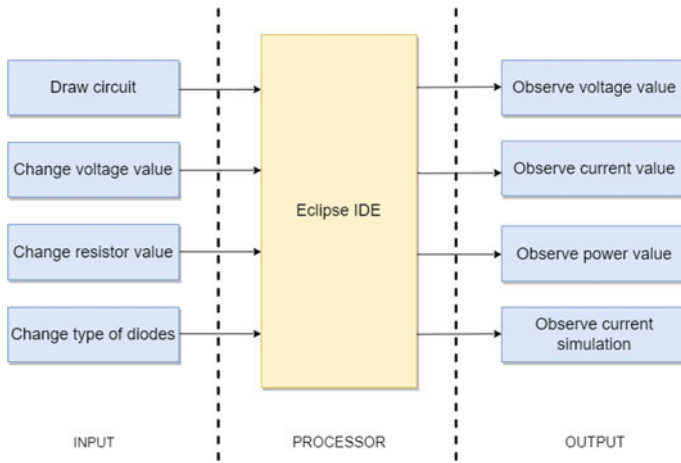 Draw circuit
Change voltage value
Change resistor value
Change type of diodes
Eclipse IDE
Observe voltage value
Observe current value
Observe power value
Observe current
simulation
INPUT
PROCESSOR
OUTPUT